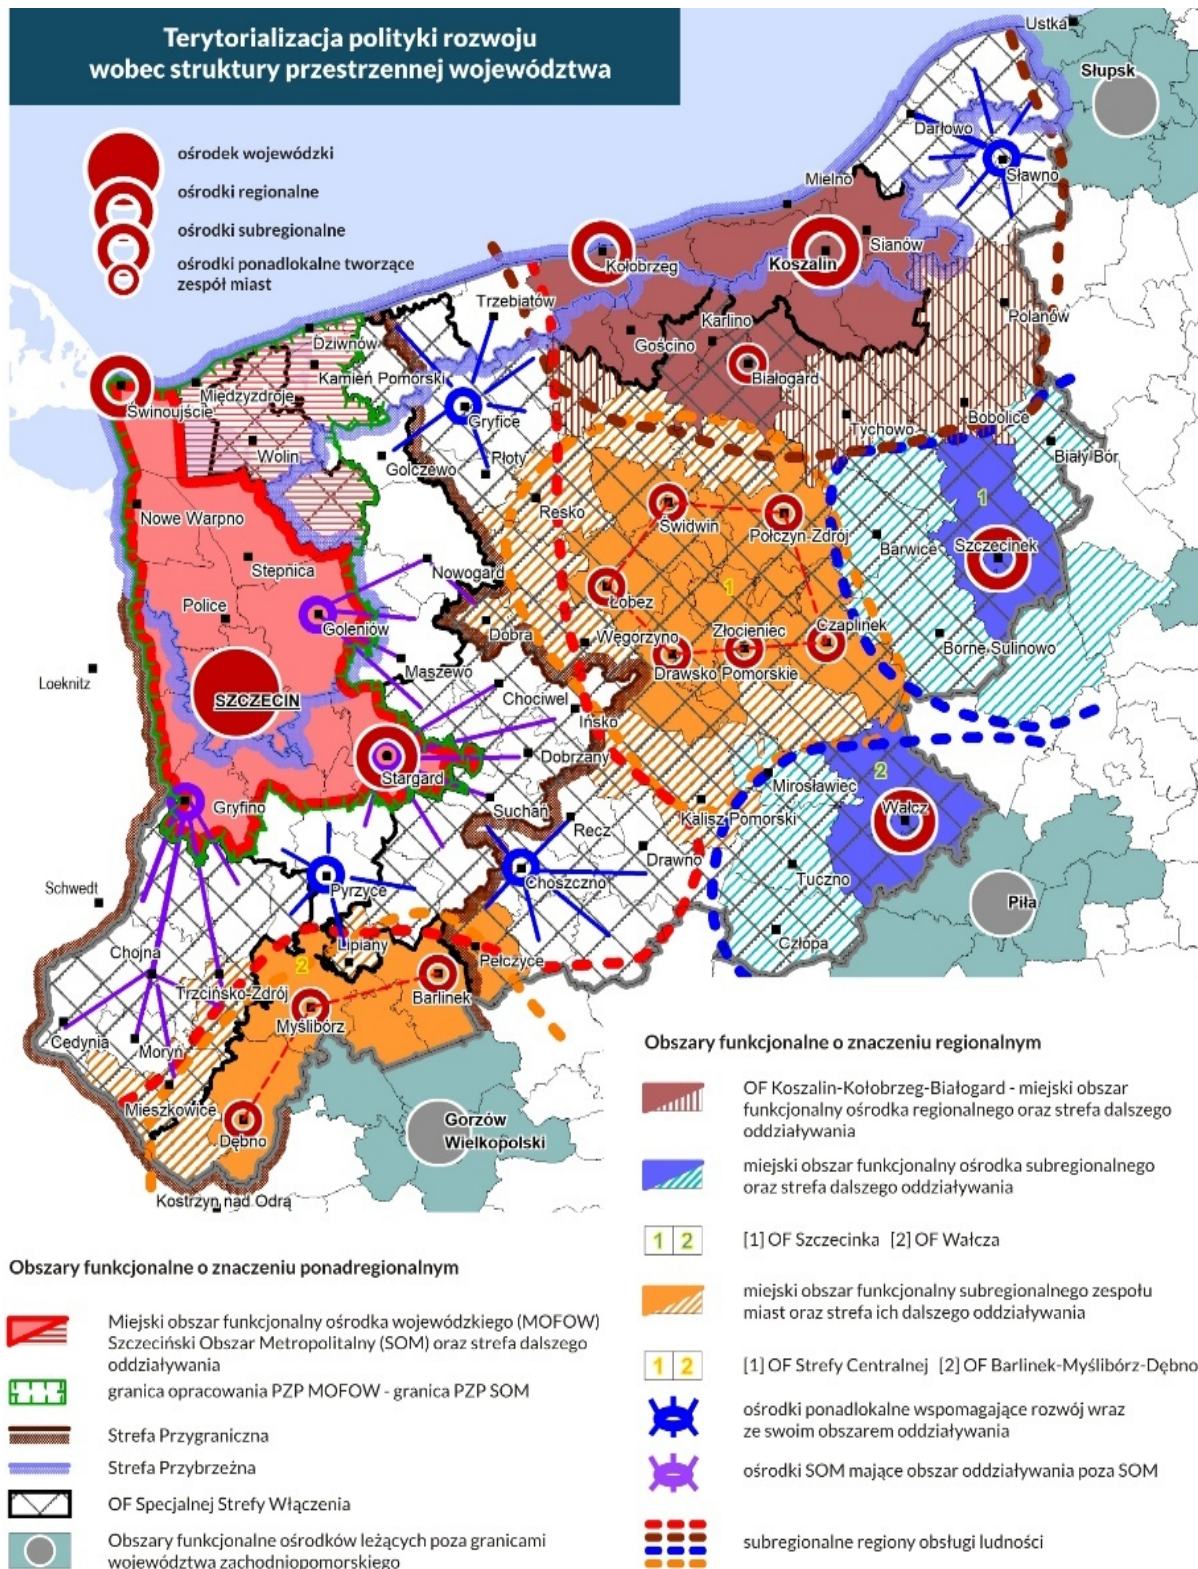 Terytorializacja polityki rozwoju
wobec struktury przestrzennej województwa
ośrodek wojewódzki
ośrodki regionalne
ośrodki subregionalne
ośrodki ponadlokalne tworzące
zespół miast
Ustka
Słupsk
Darłowo
Sławno
Mielno
Sianów
Koszalin
Kołobrzeg
Polanów
Trzebiatów
Karlino
Gościno
Białogard
Dziwnów
Kamień Pomorski
Międzyzdroje
Świnoujście
Gryfice
Tychowo
Bobolice
Biały Bór
Wolin
Golczewo
Płoty
Resko
Świdwin
Połczyn-Zdrój
1
Barwice
Szczecinek
Nowe Warpno
Stepnica
Nowogard
Police
Goleniów
Łobez
1
Dobra
Węgorzyno
Złocieniec
Czaplinek
Drawsko Pomorskie
Borne Sulinowo
Loeknitz
Maszewo
SZCZECIN
Chociwel
Ińsko
Dobrzany
Stargard
Suchań
Mirosławiec
2
Wałcz
Kalisz Pomorski
Gryfino
Recz
Drawno
Schwedt
Pyrzyce
Choszczno
Tuczno
Piła
Człopa
Chojna
Lipiany
Pełczyce
2
Trzcińsko-Zdrój
Barlinek
Myślibórz
Cedynia
Moryń
Mieszkowice
Dębno
Gorzów
Wielkopolski
Kostrzyn nad Odrą
Obszary funkcjonalne o znaczeniu ponadregionalnym
Miejski obszar funkcjonalny ośrodka wojewódzkiego (MOFOW)
Szczeciński Obszar Metropolitalny (SOM) oraz strefa dalszego
oddziaływania
granica opracowania PZP MOFOW - granica PZP SOM
Strefa Przygraniczna
Strefa Przybrzeżna
OF Specjalnej Strefy Włączenia
Obszary funkcjonalne ośrodków leżących poza granicami
województwa zachodniopomorskiego
Obszary funkcjonalne o znaczeniu regionalnym
OF Koszalin-Kołobrzeg-Białogard - miejski obszar
funkcjonalny ośrodka regionalnego oraz strefa dalszego
oddziaływania
miejski obszar funkcjonalny ośrodka subregionalnego
oraz strefa dalszego oddziaływania
1 2 [1] OF Szczecinka [2] OF Wałcza
miejski obszar funkcjonalny subregionalnego zespołu
miast oraz strefa ich dalszego oddziaływania
1 2 [1] OF Strefy Centralnej [2] OF Barlinek-Myślibórz-Dębno
ośrodki ponadlokalne wspomagające rozwój wraz
ze swoim obszarem oddziaływania
ośrodki SOM mające obszar oddziaływania poza SOM
subregionalne regiony obsługi ludności